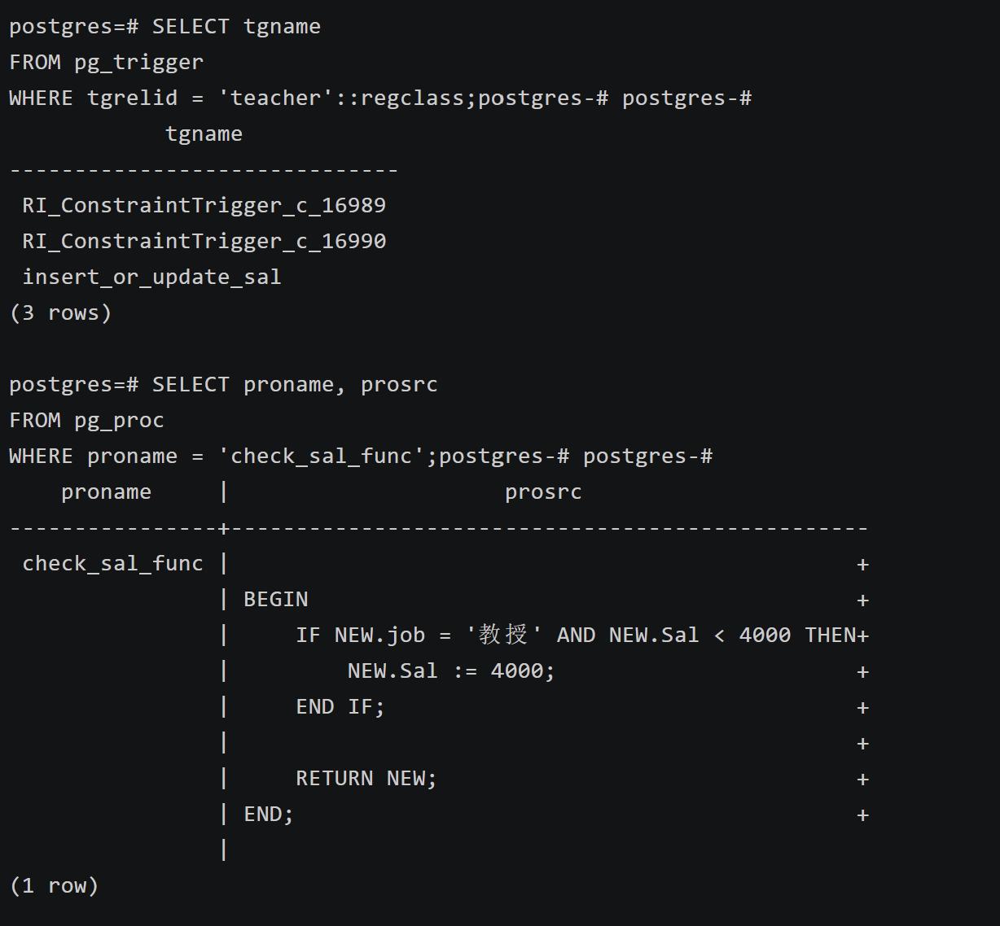 postgres=# SELECT tgname
FROM pg_trigger
WHERE tgrelid = 'teacher'::regclass;postgres-# postgres-#
            tgname
------------------------------
 RI_ConstraintTrigger_c_16989
 RI_ConstraintTrigger_c_16990
 insert_or_update_sal
(3 rows)

postgres=# SELECT proname, prosrc
FROM pg_proc
WHERE proname = 'check_sal_func';postgres-# postgres-#
    proname     |                     prosrc
----------------+-------------------------------------------------
 check_sal_func |                                                +
                | BEGIN                                          +
                |     IF NEW.job = '教授' AND NEW.Sal < 4000 THEN+
                |         NEW.Sal := 4000;                       +
                |     END IF;                                    +
                |                                                +
                |     RETURN NEW;                                +
                | END;                                           +
                |
(1 row)